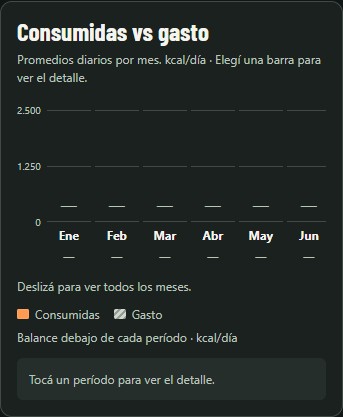 Consumidas vs gasto
Promedios diarios por mes. kcal/día · Elegí una barra para
ver el detalle.
2.500
1.250
0
— — — — — —
Ene Feb Mar Abr May Jun
— — — — — —
Deslizá para ver todos los meses.
Consumidas Gasto
Balance debajo de cada período · kcal/día
Tocá un período para ver el detalle.